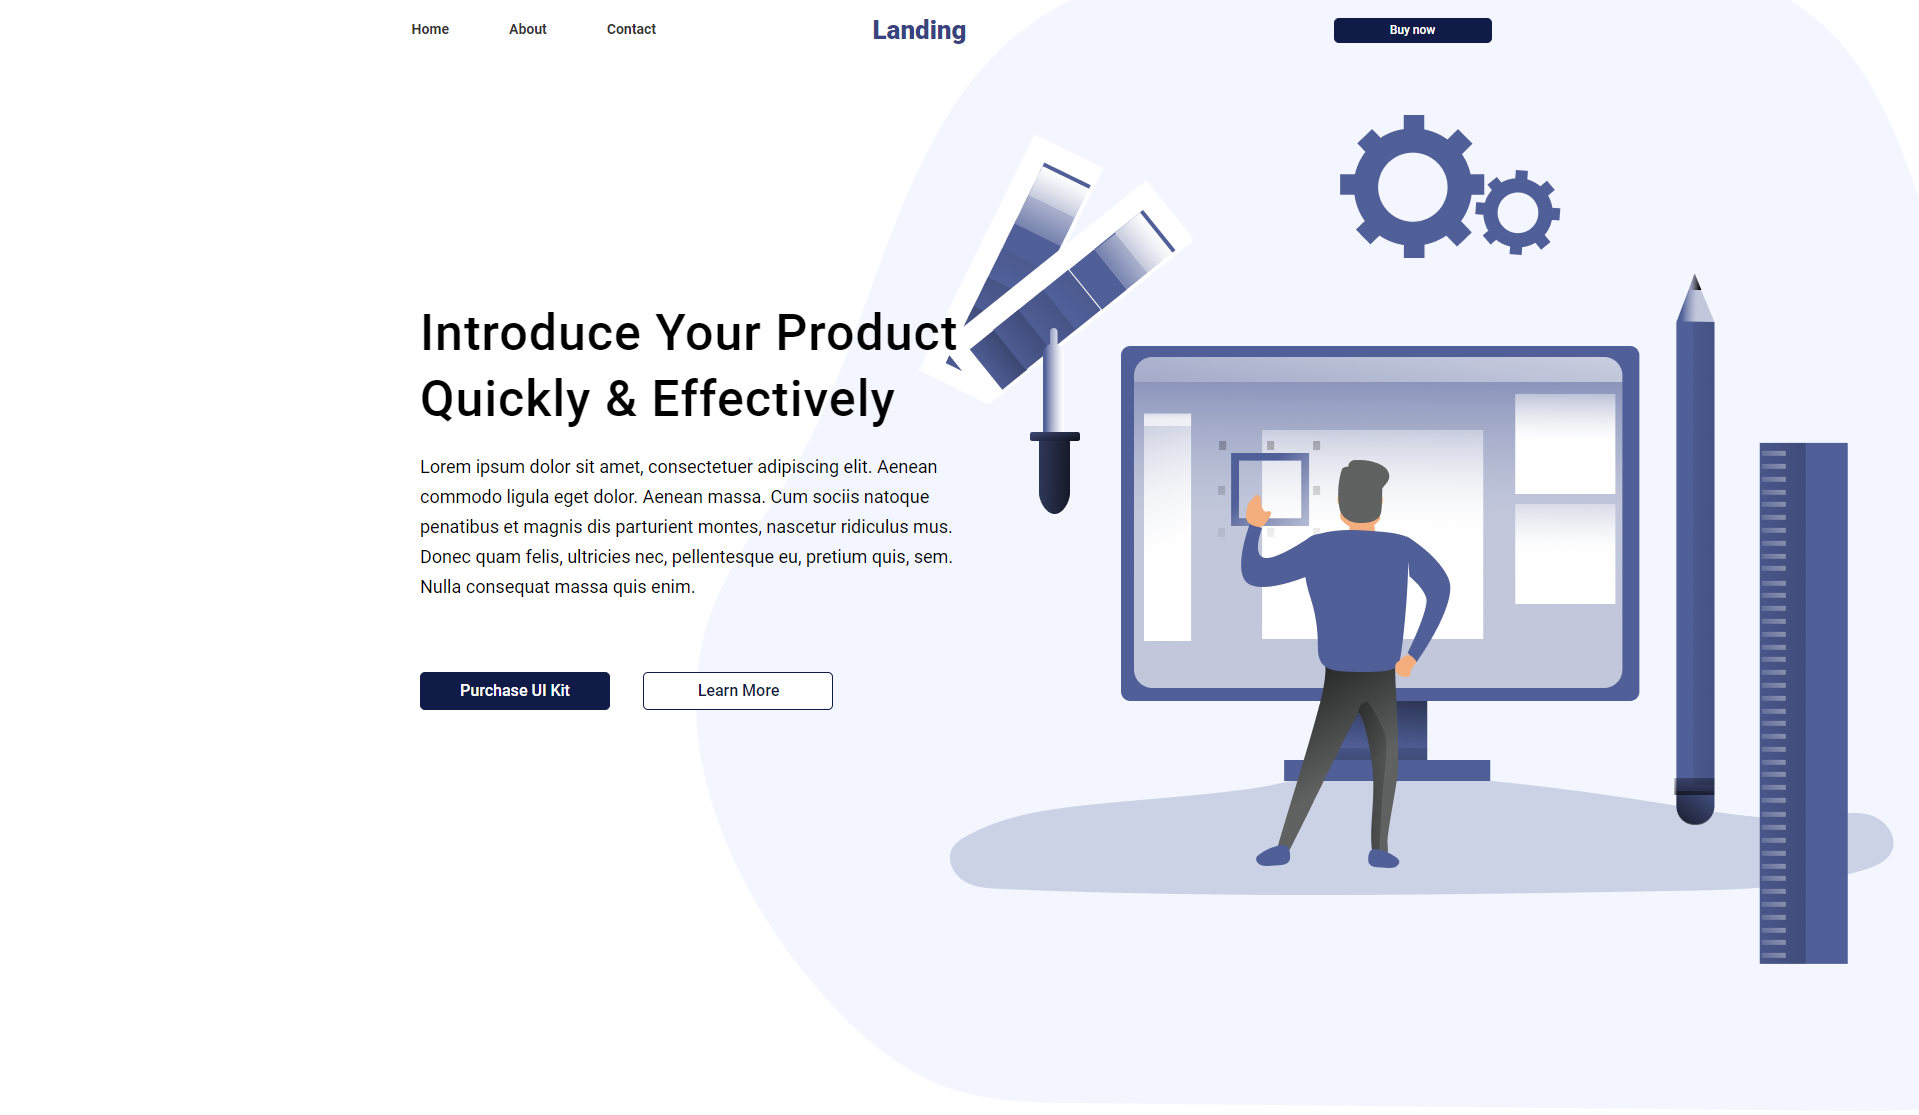 Home About Contact Landing Buy now
Introduce Your Product
Quickly & Effectively
Lorem ipsum dolor sit amet, consectetuer adipiscing elit. Aenean
commodo ligula eget dolor. Aenean massa. Cum sociis natoque
penatibus et magnis dis parturient montes, nascetur ridiculus mus.
Donec quam felis, ultricies nec, pellentesque eu, pretium quis, sem.
Nulla consequat massa quis enim.
Purchase UI Kit Learn More